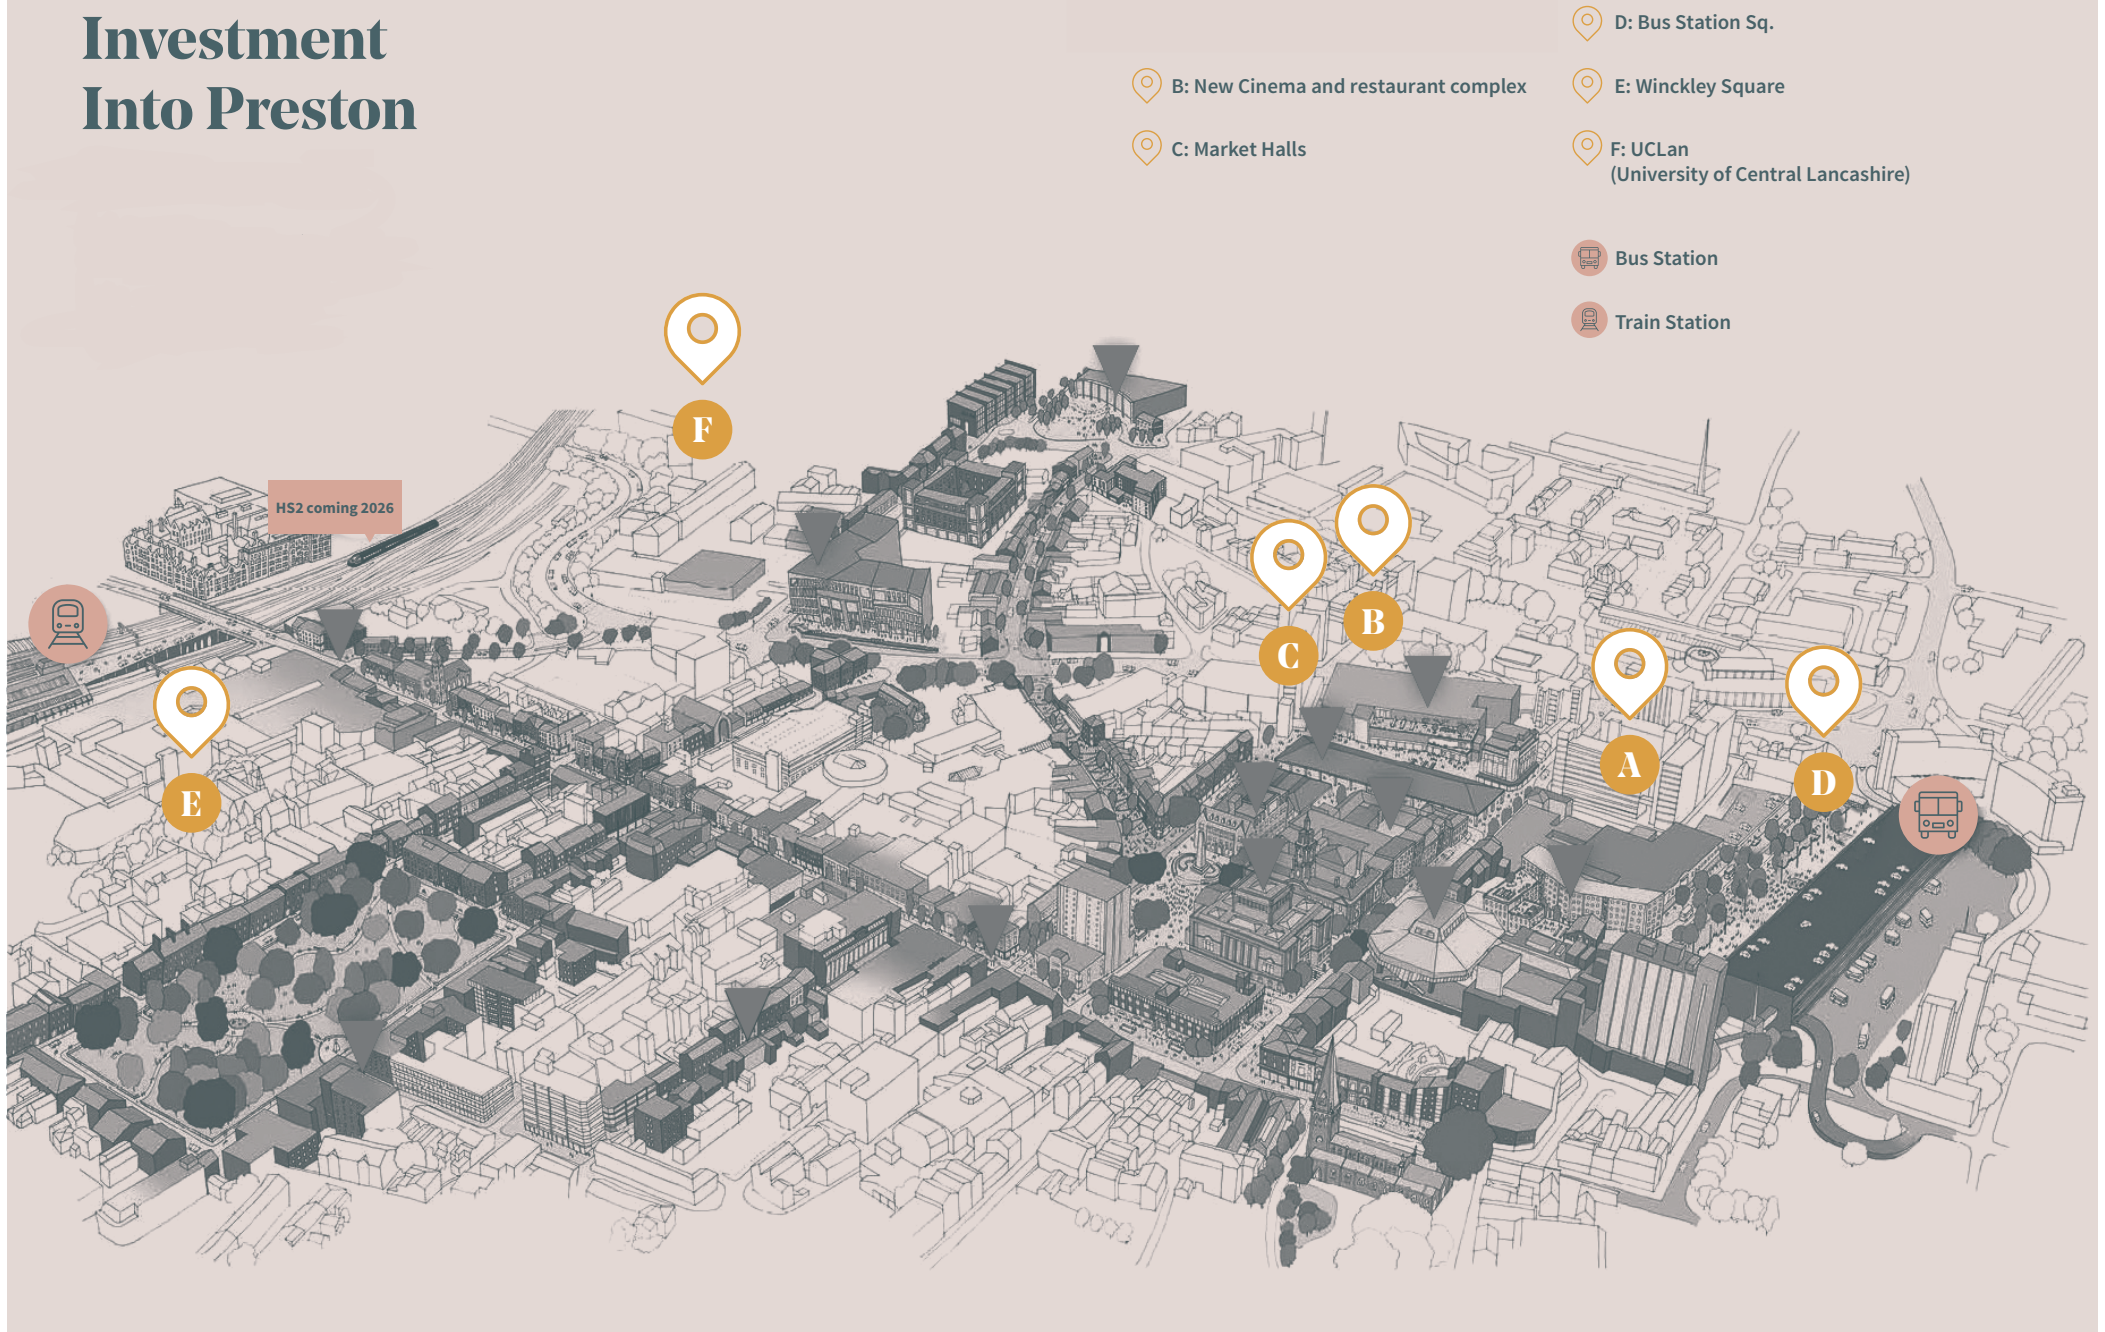 Investment
Into Preston
B: New Cinema and restaurant complex
C: Market Halls
D: Bus Station Sq.
E: Winckley Square
F: UCLan
(University of Central Lancashire)
Bus Station
Train Station
F
HS2 coming 2026
B
C
A
D
E